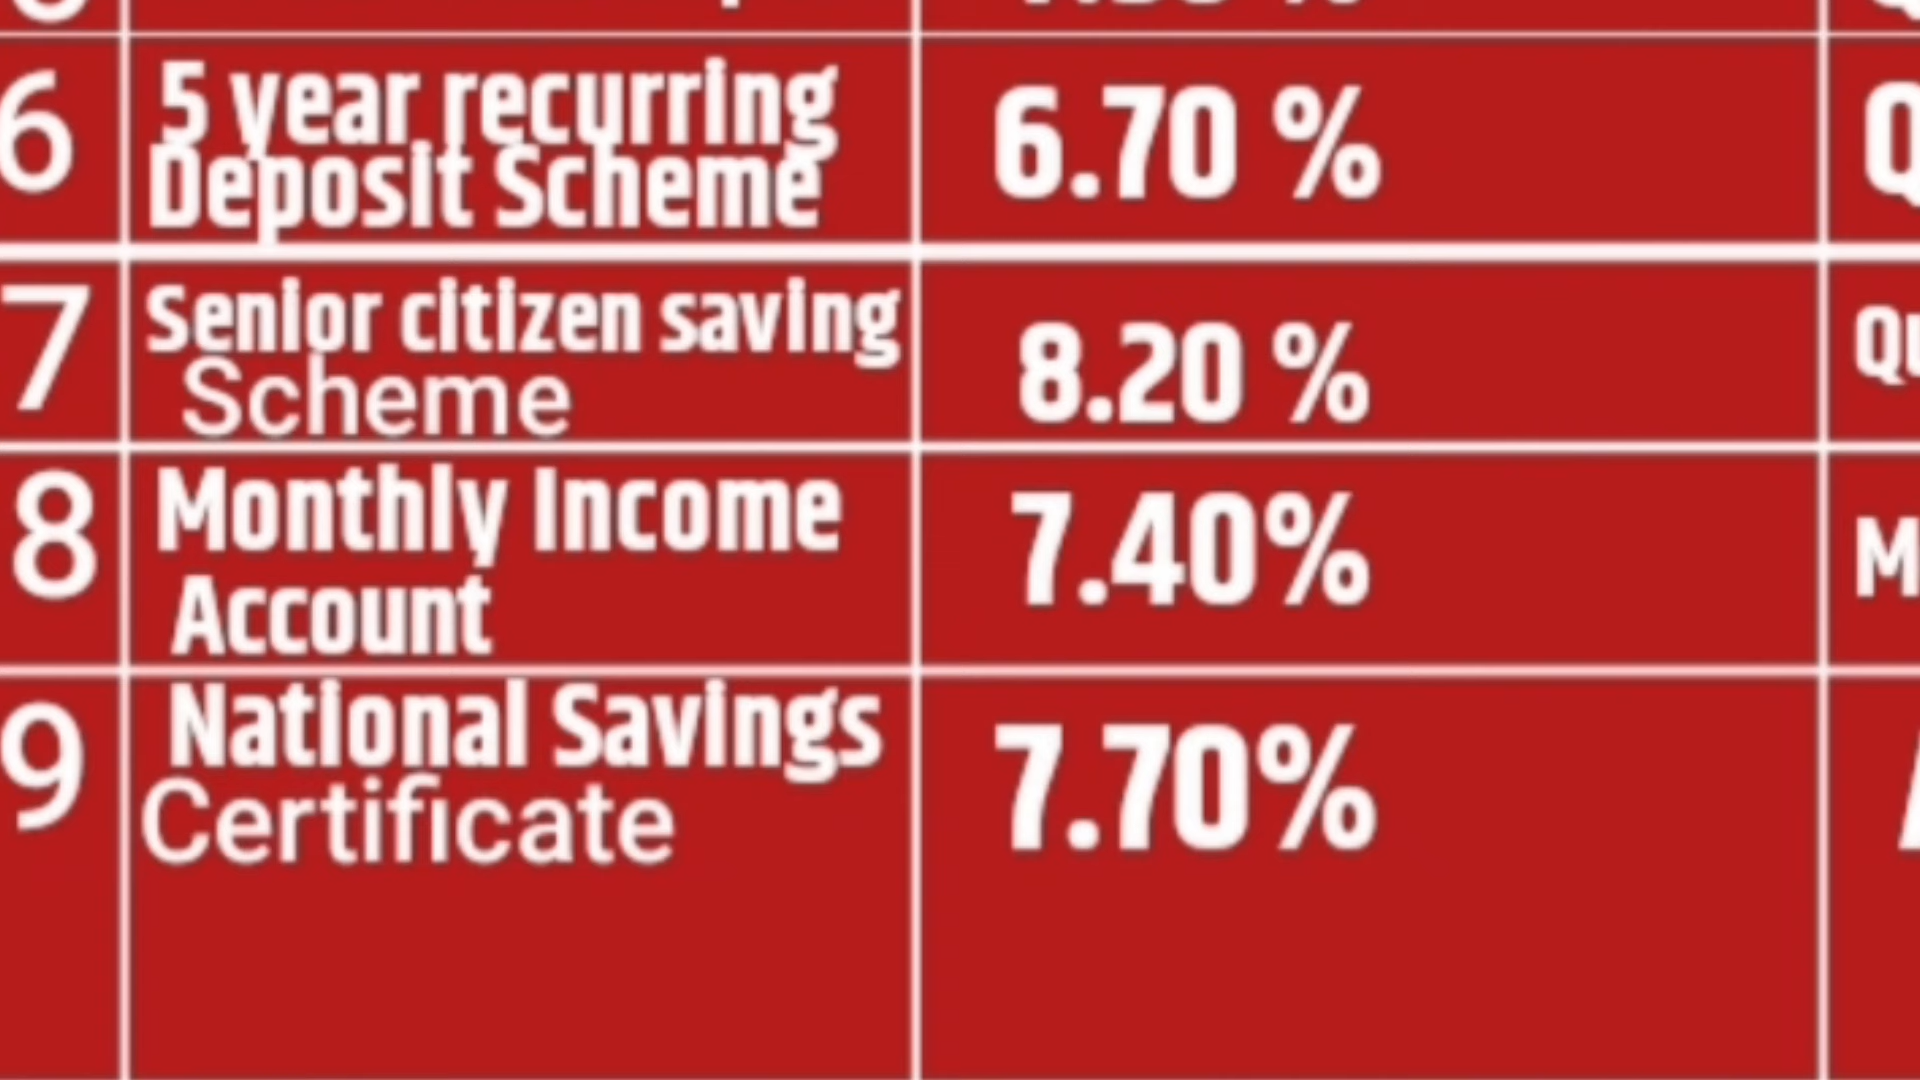 6 5 year recurring
Deposit Scheme 6.70 %
7 Senior citizen saving
Scheme 8.20 %
8 Monthly Income
Account 7.40%
9 National Savings
Certificate 7.70%